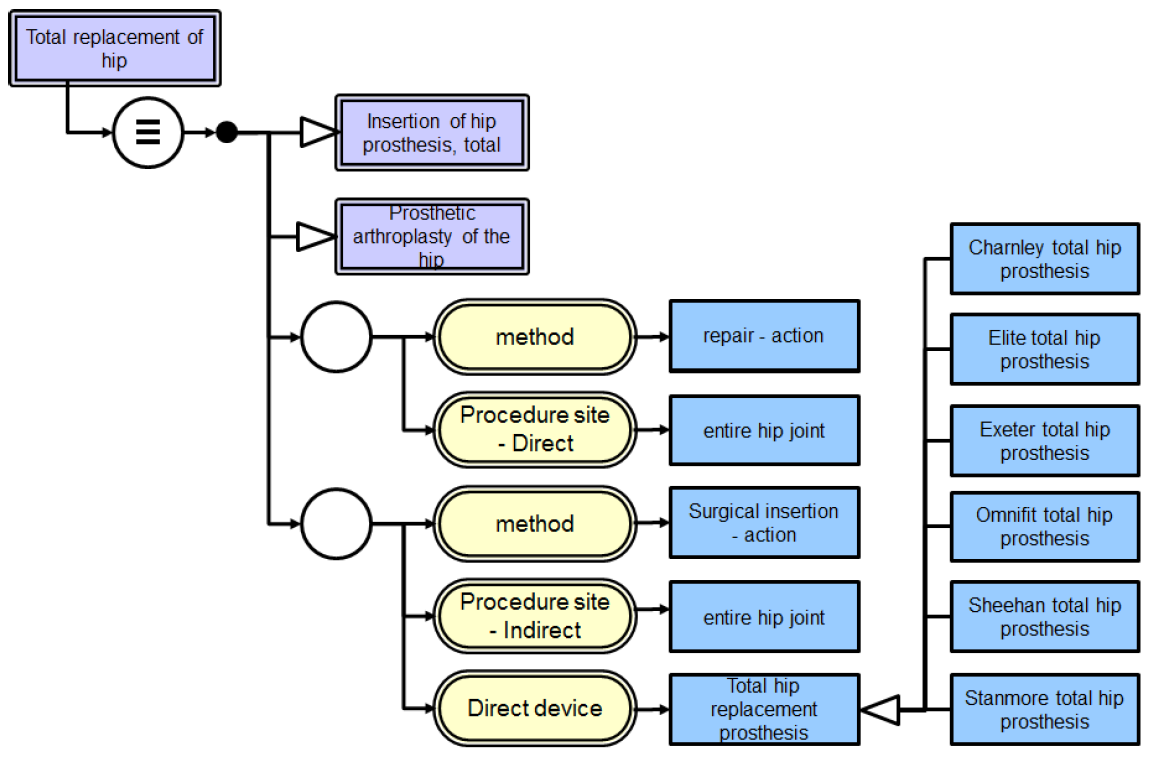 Total replacement of
hip
Insertion of hip
prosthesis, total
Prosthetic
arthroplasty of the
hip
method
repair - action
Procedure site
- Direct
entire hip joint
method
Surgical insertion
- action
Procedure site
- Indirect
entire hip joint
Direct device
Total hip
replacement
prosthesis
Charnley total hip
prosthesis
Elite total hip
prosthesis
Exeter total hip
prosthesis
Omnifit total hip
prosthesis
Sheehan total hip
prosthesis
Stanmore total hip
prosthesis